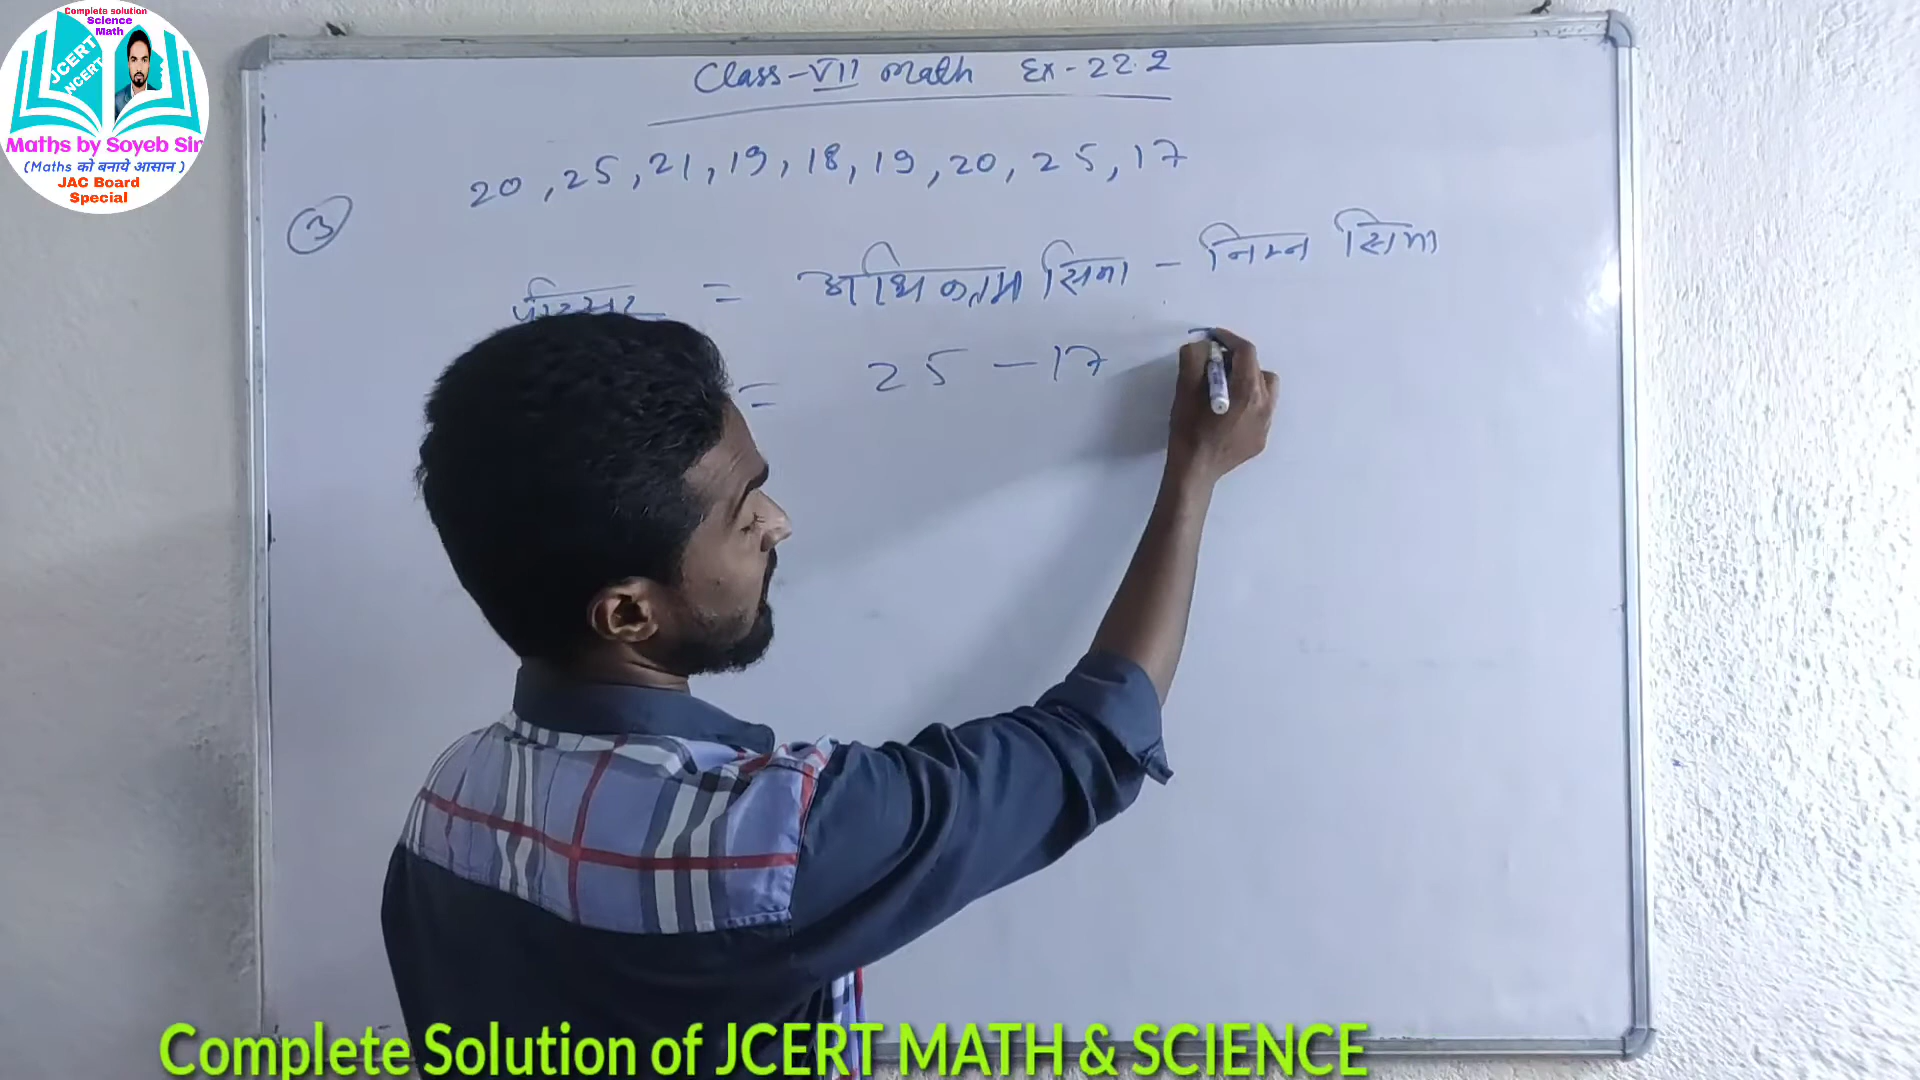 Complete solution
Science
Math
JCERT
NCERT
Maths by Soyeb Sir
(Maths को बनाये आसान )
JAC Board
Special
Class-VII Math Ex-22.2
20, 25, 21, 19, 18, 19, 20, 25, 17
3
= अधिकतम सिमा - निम्न सिमा
= 25 - 17
Complete Solution of JCERT MATH & SCIENCE